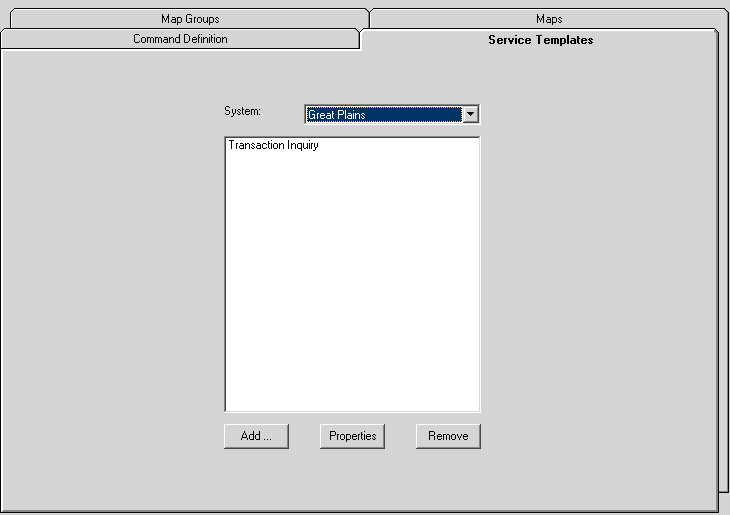 Map Groups
Maps
Command Definition
Service Templates
System:
Great Plains
Transaction Inquiry
Add ...
Properties
Remove